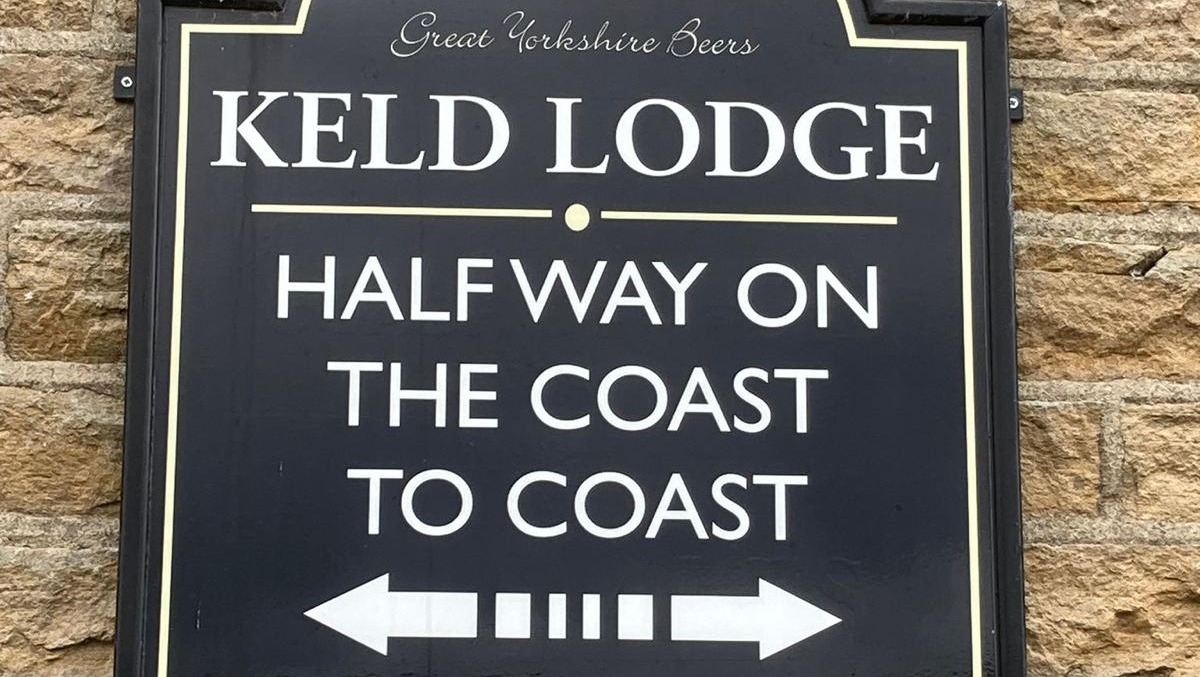 Great Yorkshire Beers
KELD LODGE
HALF WAY ON
THE COAST
TO COAST